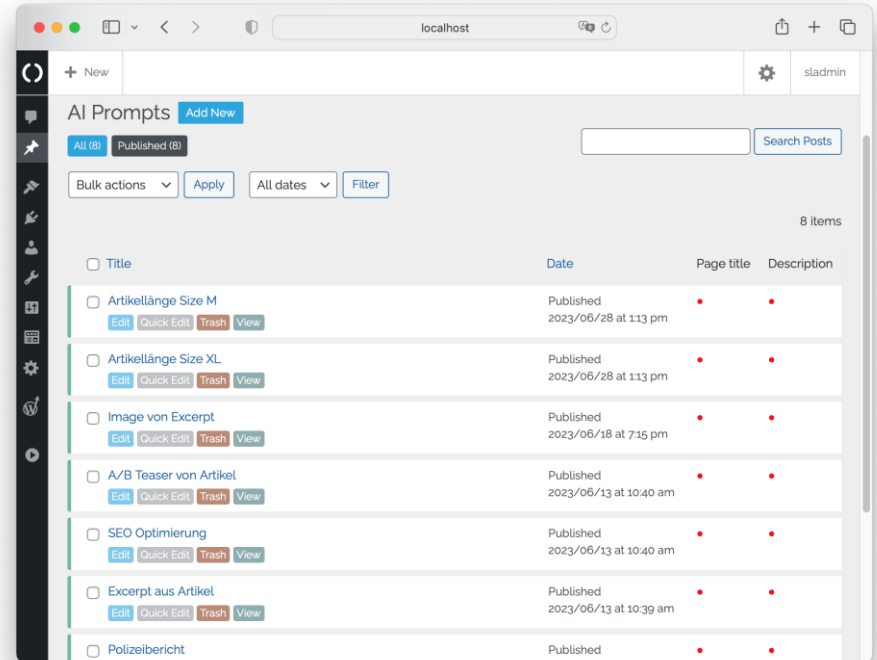 localhost
New
sladmin
AI Prompts Add New
All (8) Published (8)
Search Posts
Bulk actions Apply All dates Filter
8 items
Title Date Page title Description
Artikellänge Size M Published
Edit Quick Edit Trash View 2023/06/28 at 1:13 pm
Artikellänge Size XL Published
Edit Quick Edit Trash View 2023/06/28 at 1:13 pm
Image von Excerpt Published
Edit Quick Edit Trash View 2023/06/18 at 7:15 pm
A/B Teaser von Artikel Published
Edit Quick Edit Trash View 2023/06/13 at 10:40 am
SEO Optimierung Published
Edit Quick Edit Trash View 2023/06/13 at 10:40 am
Excerpt aus Artikel Published
Edit Quick Edit Trash View 2023/06/13 at 10:39 am
Polizeibericht Published